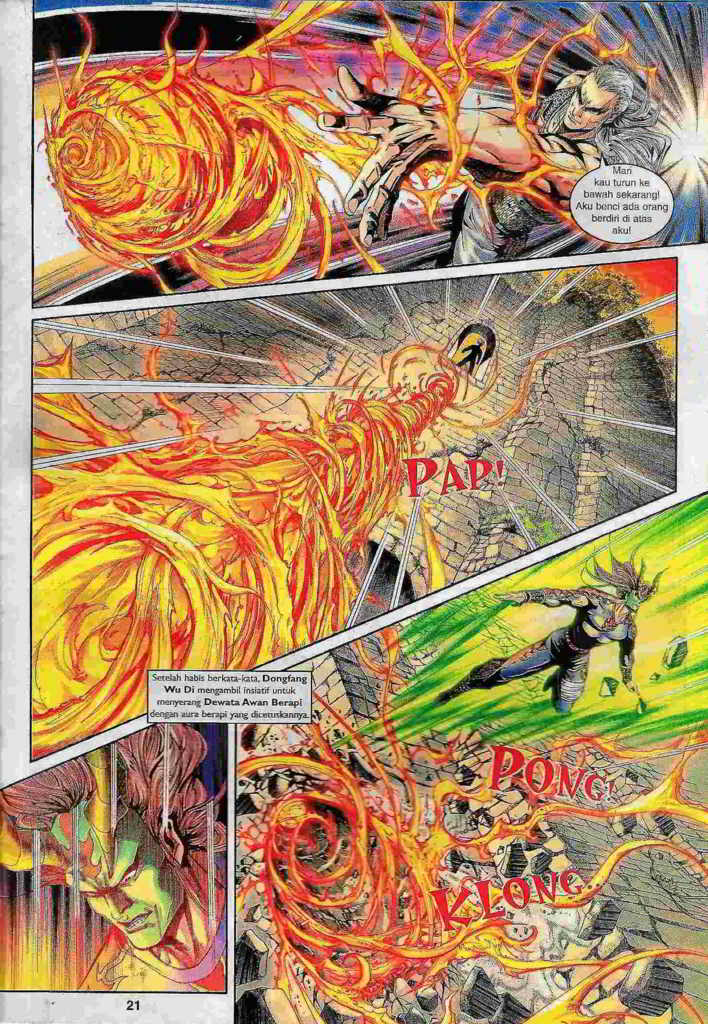 Mari
kau turun ke
bawah sekarang!
Aku benci ada orang
berdiri di atas
aku!
PAP!
Setelah habis berkata-kata, Dongfang
Wu Di mengambil insiatif untuk
menyerang Dewata Awan Berapi
dengan aura berapi yang dicetuskannya.
PONG!
KLONG..
21